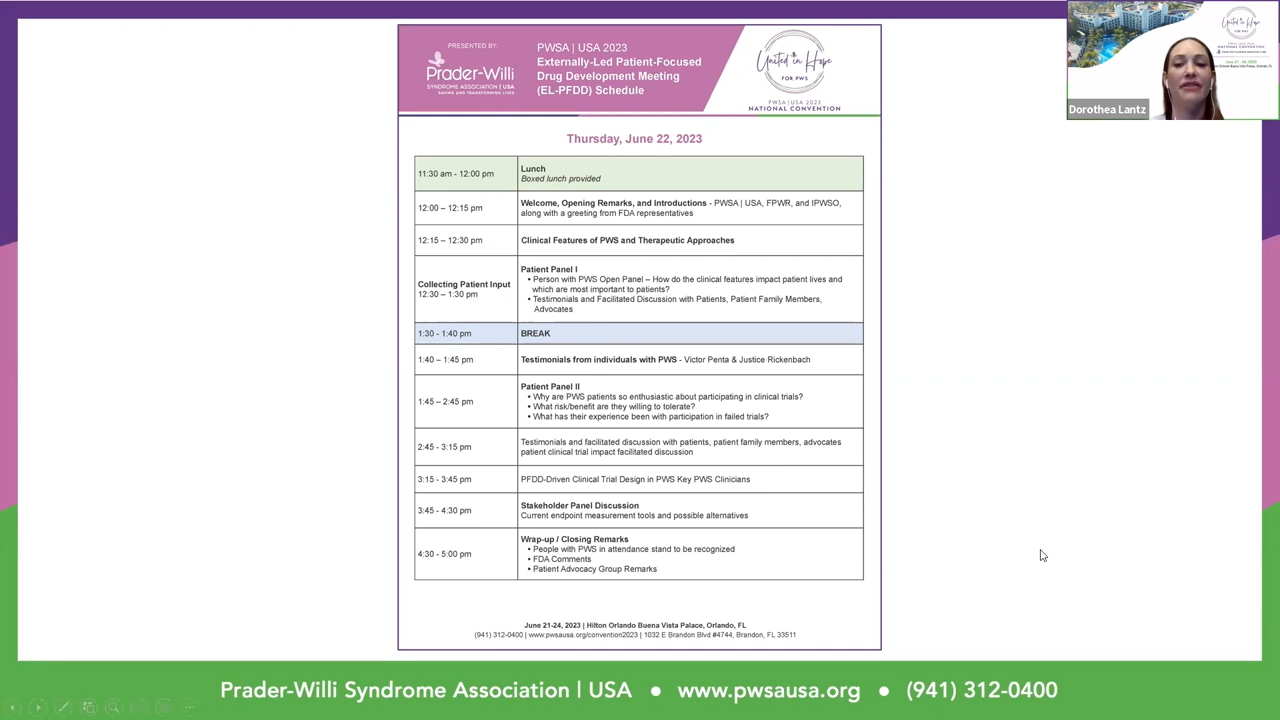 PRESENTED BY:
Prader-Willi
SYNDROME ASSOCIATION | USA
SAVING AND TRANSFORMING LIVES
PWSA | USA 2023
Externally-Led Patient-Focused
Drug Development Meeting
(EL-PFDD) Schedule
United in Hope
FOR PWS
PWSA | USA 2023
NATIONAL CONVENTION
Thursday, June 22, 2023
11:30 am - 12:00 pm
Lunch
Boxed lunch provided
12:00 – 12:15 pm
Welcome, Opening Remarks, and Introductions - PWSA | USA, FPWR, and IPWSO,
along with a greeting from FDA representatives
12:15 – 12:30 pm
Clinical Features of PWS and Therapeutic Approaches
Collecting Patient Input
12:30 – 1:30 pm
Patient Panel I
• Person with PWS Open Panel – How do the clinical features impact patient lives and
which are most important to patients?
• Testimonials and Facilitated Discussion with Patients, Patient Family Members,
Advocates
1:30 - 1:40 pm
BREAK
1:40 – 1:45 pm
Testimonials from individuals with PWS - Victor Penta & Justice Rickenbach
1:45 – 2:45 pm
Patient Panel II
• Why are PWS patients so enthusiastic about participating in clinical trials?
• What risk/benefit are they willing to tolerate?
• What has their experience been with participation in failed trials?
2:45 - 3:15 pm
Testimonials and facilitated discussion with patients, patient family members, advocates
patient clinical trial impact facilitated discussion
3:15 - 3:45 pm
PFDD-Driven Clinical Trial Design in PWS Key PWS Clinicians
3:45 - 4:30 pm
Stakeholder Panel Discussion
Current endpoint measurement tools and possible alternatives
4:30 - 5:00 pm
Wrap-up / Closing Remarks
• People with PWS in attendance stand to be recognized
• FDA Comments
• Patient Advocacy Group Remarks
June 21-24, 2023 | Hilton Orlando Buena Vista Palace, Orlando, FL
(941) 312-0400 | www.pwsausa.org/convention2023 | 1032 E Brandon Blvd #4744, Brandon, FL 33511
Prader-Willi Syndrome Association | USA • www.pwsausa.org • (941) 312-0400
United in Hope
FOR PWS
NATIONAL CONVENTION
Dorothea Lantz